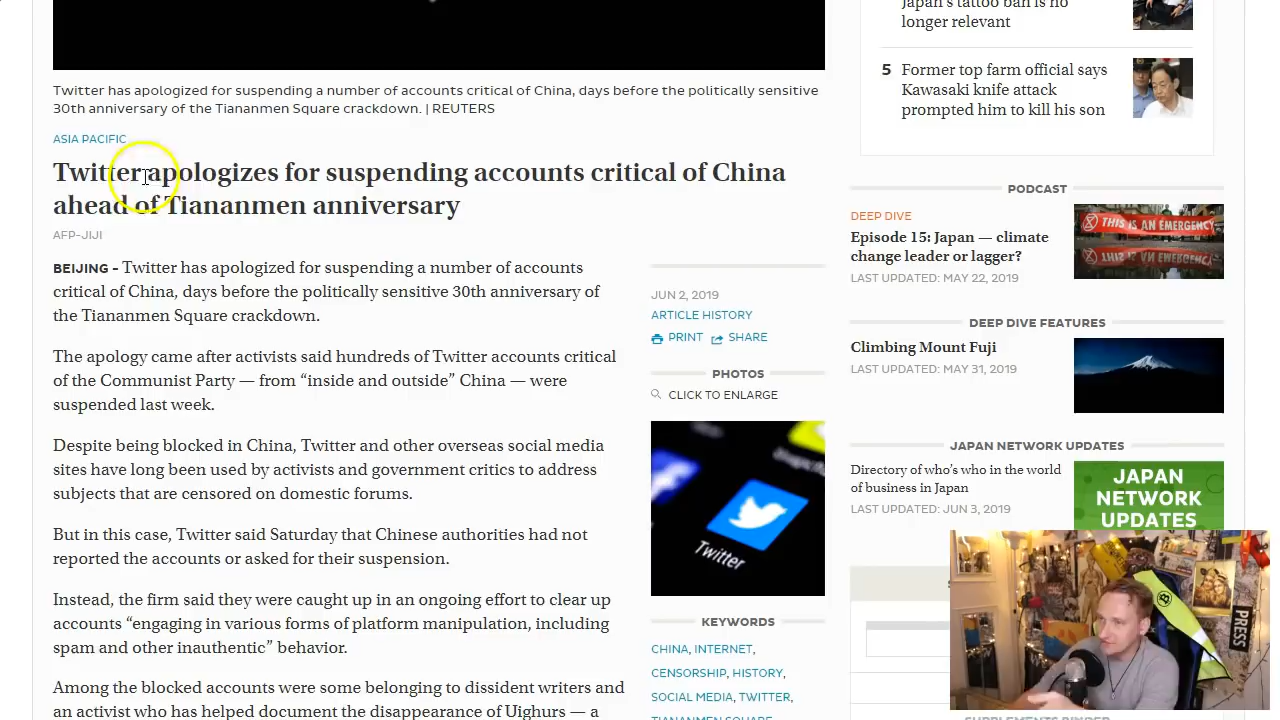 Twitter has apologized for suspending a number of accounts critical of China, days before the politically sensitive
30th anniversary of the Tiananmen Square crackdown. | REUTERS
ASIA PACIFIC
Twitter apologizes for suspending accounts critical of China
ahead of Tiananmen anniversary
AFP-JIJI
BEIJING – Twitter has apologized for suspending a number of accounts
critical of China, days before the politically sensitive 30th anniversary of
the Tiananmen Square crackdown.
The apology came after activists said hundreds of Twitter accounts critical
of the Communist Party — from “inside and outside” China — were
suspended last week.
Despite being blocked in China, Twitter and other overseas social media
sites have long been used by activists and government critics to address
subjects that are censored on domestic forums.
But in this case, Twitter said Saturday that Chinese authorities had not
reported the accounts or asked for their suspension.
Instead, the firm said they were caught up in an ongoing effort to clear up
accounts “engaging in various forms of platform manipulation, including
spam and other inauthentic” behavior.
Among the blocked accounts were some belonging to dissident writers and
an activist who has helped document the disappearance of Uighurs — a
JUN 2, 2019
ARTICLE HISTORY
PRINT SHARE
PHOTOS
CLICK TO ENLARGE
Twitter
KEYWORDS
CHINA, INTERNET,
CENSORSHIP, HISTORY,
SOCIAL MEDIA, TWITTER,
TIANANMEN SQUARE
Japan's tattoo ban is no
longer relevant
5 Former top farm official says
Kawasaki knife attack
prompted him to kill his son
PODCAST
DEEP DIVE
Episode 15: Japan — climate
change leader or lagger?
LAST UPDATED: MAY 22, 2019
THIS IS AN EMERGENCY
DEEP DIVE FEATURES
Climbing Mount Fuji
LAST UPDATED: MAY 31, 2019
JAPAN NETWORK UPDATES
Directory of who’s who in the world
of business in Japan
LAST UPDATED: JUN 3, 2019
JAPAN
NETWORK
UPDATES
PRESS